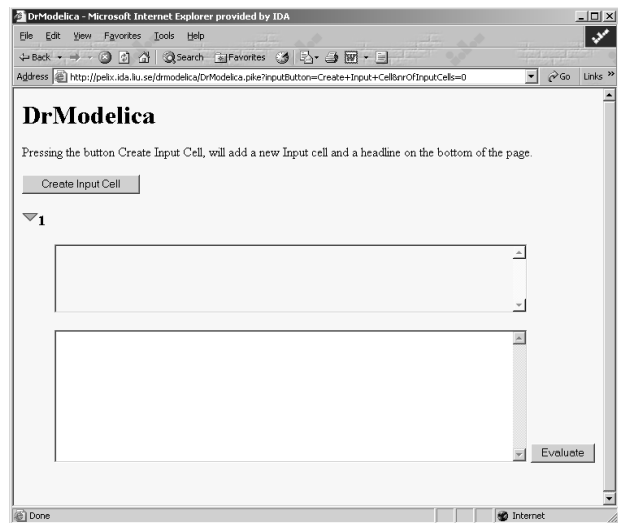 DrModelica - Microsoft Internet Explorer provided by IDA
File Edit View Favorites Tools Help
Back Search Favorites
Address http://pelix.ida.liu.se/drmodelica/DrModelica.pike?inputButton=Create+Input+Cell&nrOfInputCells=0 Go Links »
DrModelica
Pressing the button Create Input Cell, will add a new Input cell and a headline on the bottom of the page.
Create Input Cell
1
Evaluate
Done Internet